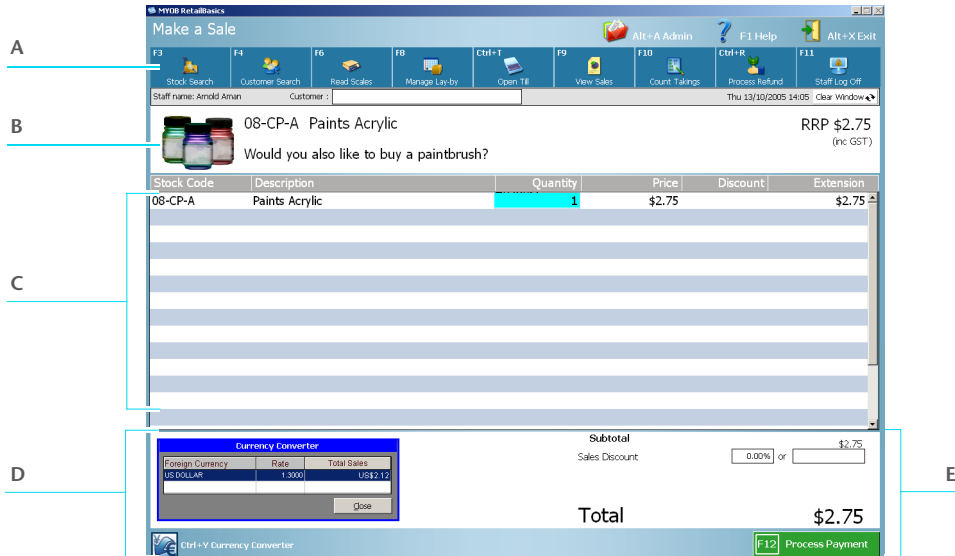 MYOB RetailBasics
Make a Sale
Alt+A Admin
F1 Help
Alt+X Exit
A
F3
F4
F6
F8
Ctrl+T
F9
F10
Ctrl+R
F11
Stock Search
Customer Search
Read Scales
Manage Lay-by
Open Till
View Sales
Count Takings
Process Refund
Staff Log Off
Staff name: Arnold Aman
Customer :
Thu 13/10/2005 14:05
Clear Window
B
08-CP-A Paints Acrylic
RRP $2.75
(inc GST)
Would you also like to buy a paintbrush?
Stock Code Description Quantity Price Discount Extension
08-CP-A Paints Acrylic 1 $2.75 $2.75
C
D
E
Currency Converter
Foreign Currency Rate Total Sales
US DOLLAR 1.3000 US$2.12
Close
Subtotal $2.75
Sales Discount 0.00% or
Total $2.75
Ctrl+Y Currency Converter
F12 Process Payment